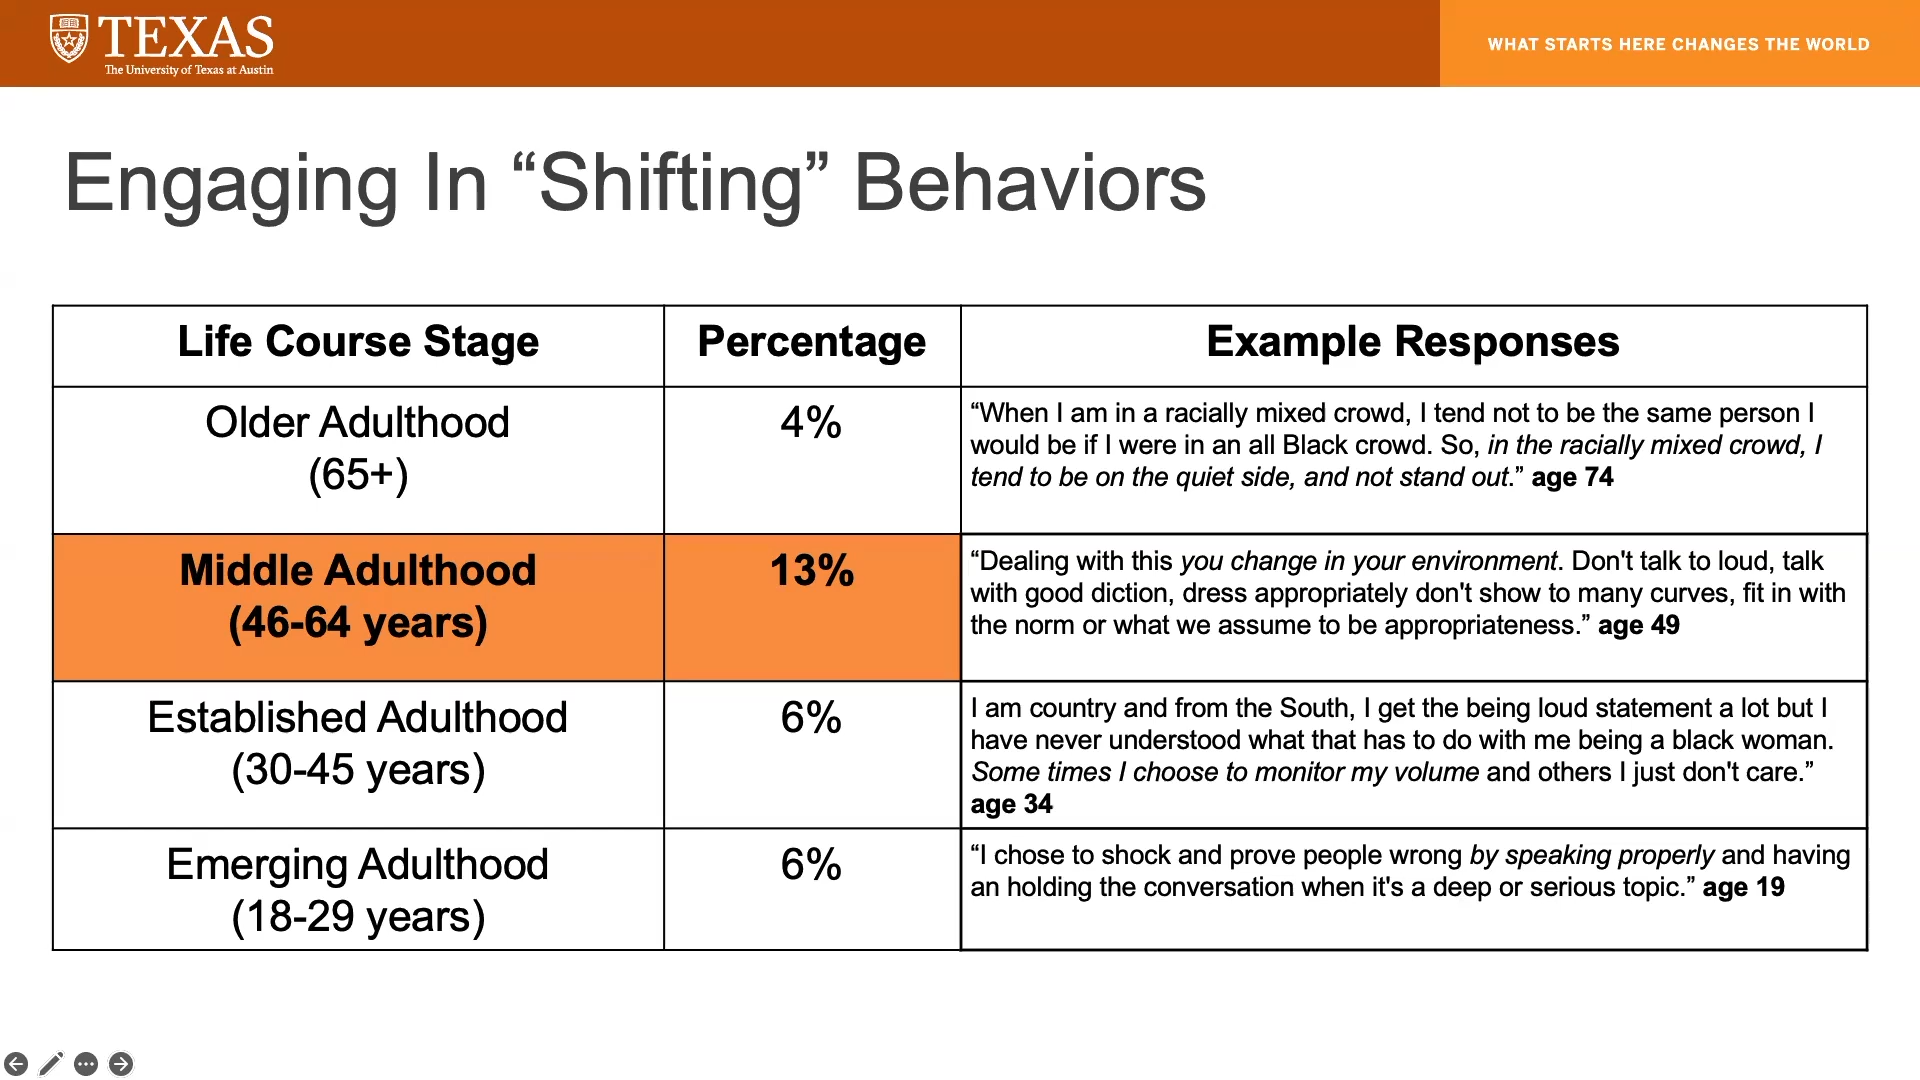 TEXAS
The University of Texas at Austin
WHAT STARTS HERE CHANGES THE WORLD
Engaging In “Shifting” Behaviors
Life Course Stage
Percentage
Example Responses
Older Adulthood
(65+)
4%
“When I am in a racially mixed crowd, I tend not to be the same person I
would be if I were in an all Black crowd. So, in the racially mixed crowd, I
tend to be on the quiet side, and not stand out.” age 74
Middle Adulthood
(46-64 years)
13%
“Dealing with this you change in your environment. Don't talk to loud, talk
with good diction, dress appropriately don't show to many curves, fit in with
the norm or what we assume to be appropriateness.” age 49
Established Adulthood
(30-45 years)
6%
I am country and from the South, I get the being loud statement a lot but I
have never understood what that has to do with me being a black woman.
Some times I choose to monitor my volume and others I just don't care.”
age 34
Emerging Adulthood
(18-29 years)
6%
“I chose to shock and prove people wrong by speaking properly and having
an holding the conversation when it's a deep or serious topic.” age 19